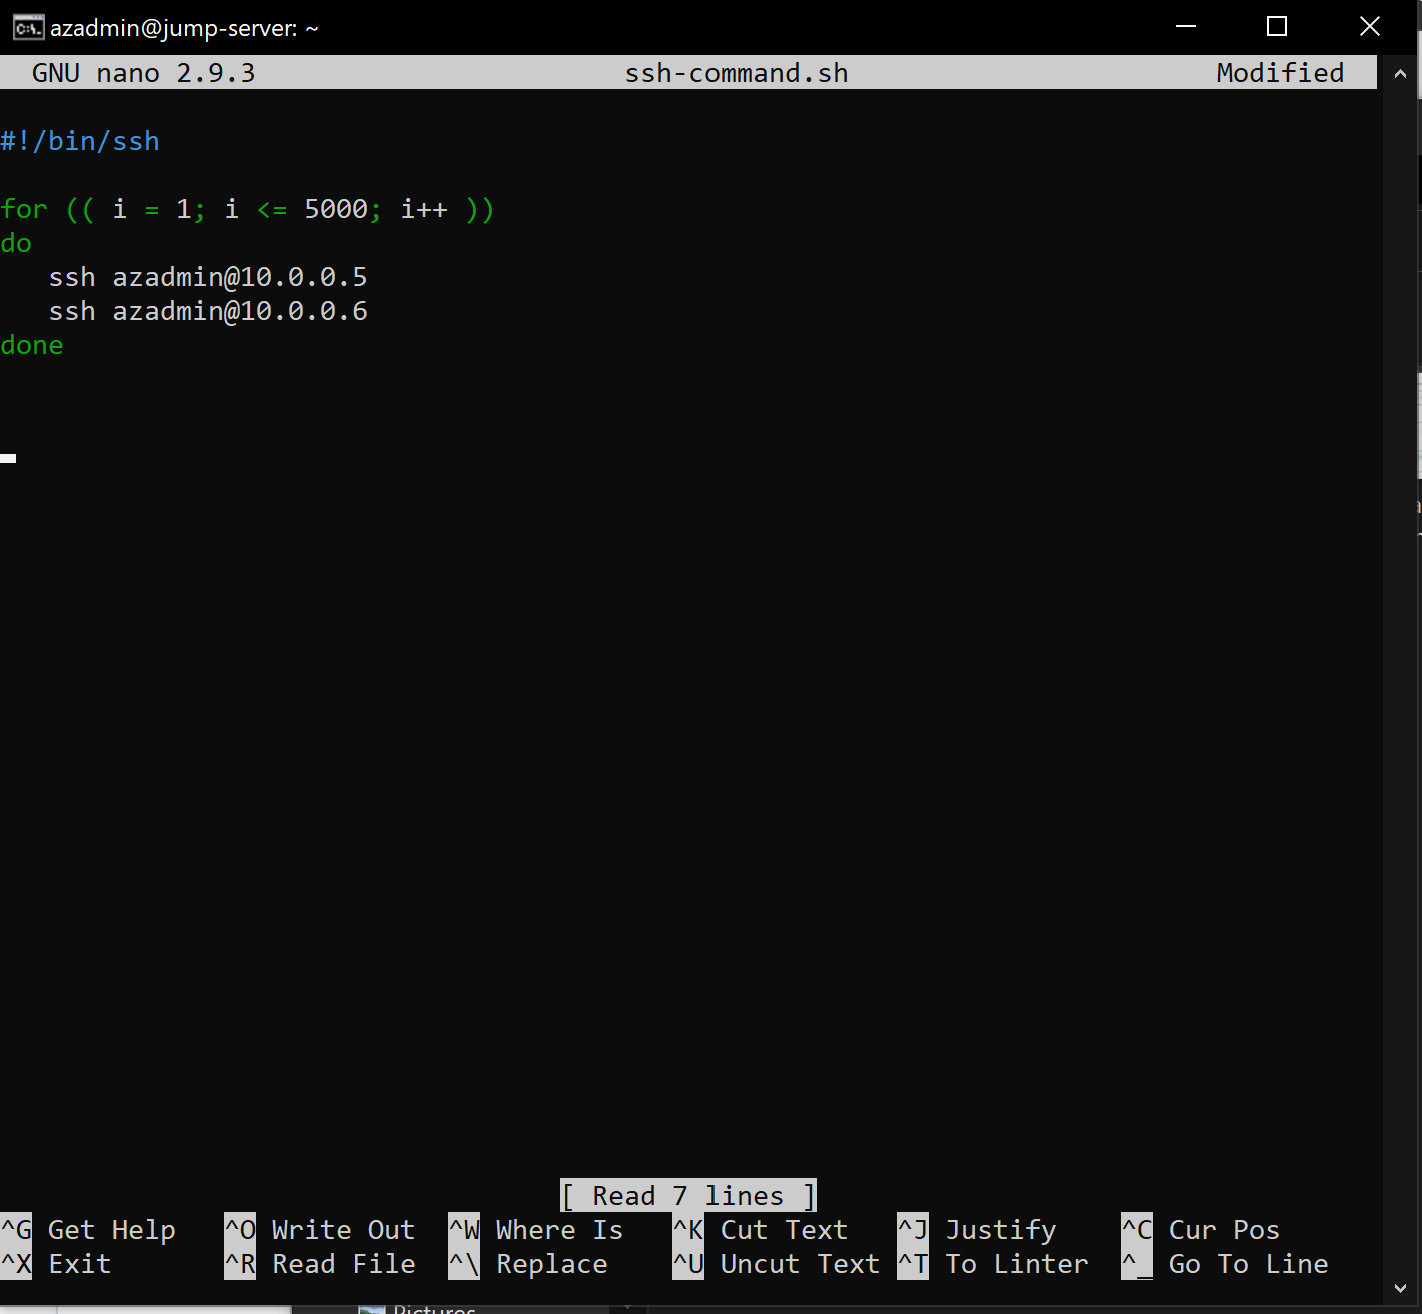 azadmin@jump-server: ~
GNU nano 2.9.3 ssh-command.sh Modified
#!/bin/ssh
for (( i = 1; i <= 5000; i++ ))
do
ssh azadmin@10.0.0.5
ssh azadmin@10.0.0.6
done
[ Read 7 lines ]
^G Get Help ^O Write Out ^W Where Is ^K Cut Text ^J Justify ^C Cur Pos
^X Exit ^R Read File ^\ Replace ^U Uncut Text ^T To Linter ^_ Go To Line
Pictures